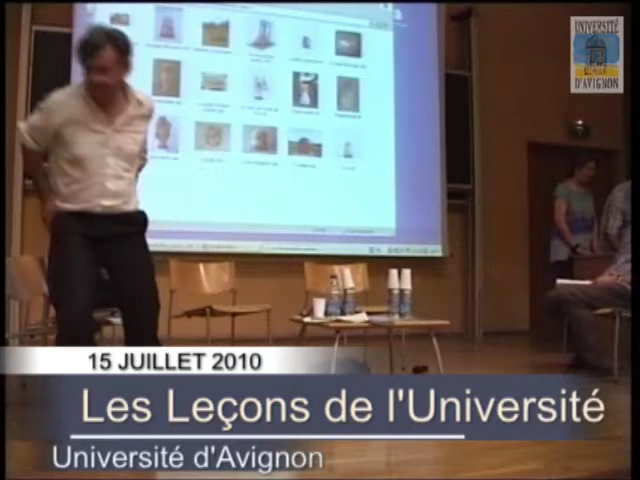 UNIVERSITÉ
D'AVIGNON
15 JUILLET 2010
Les Leçons de l'Université
Université d'Avignon